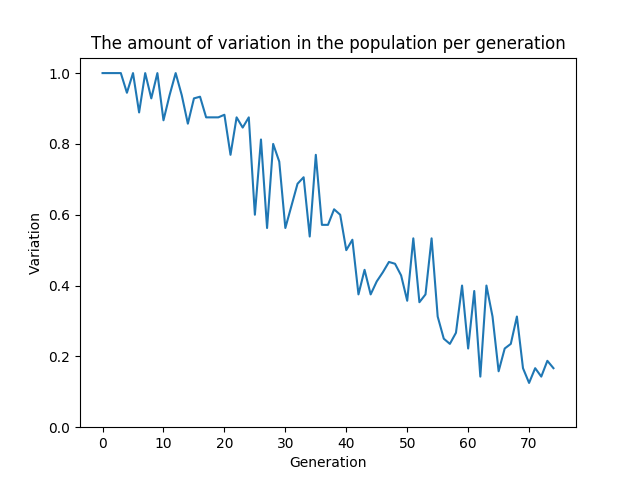 The amount of variation in the population per generation
1.0
0.8
0.6
0.4
0.2
0.0
Variation
0 10 20 30 40 50 60 70
Generation